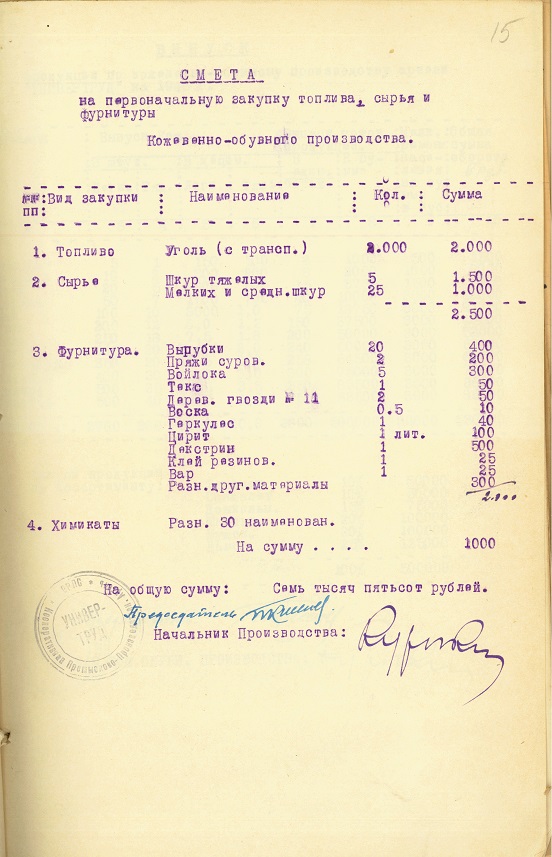 15
СМЕТА
на первоначальную закупку топлива, сырья и
фурнитуры
Кожевенно-обувного производства.
№№:Вид закупки : Наименование : Кол. : Сумма
пп: : : :
1. Топливо Уголь (с трансп.) 2.000 2.000
2. Сырье Шкур тяжелых 5 1.500
Мелких и средн.шкур 25 1.000
2.500
3. Фурнитура. Вырубки 20 400
Пряжи суров. 2 200
Войлока 5 300
Текс 1 50
Дерев. гвозди № 11 2 50
Воска 0.5 10
Геркулес 1 40
Цирит 1 лит. 100
Декстрин 1 500
Клей резинов. 1 25
Вар 1 25
Разн.друг.материалы 300
2.000
4. Химикаты Разн. 30 наименован.
На сумму . . . . 1000
На общую сумму: Семь тысяч пятьсот рублей.
Председатель
Начальник Производства:
УНИВЕР-
ТРУД